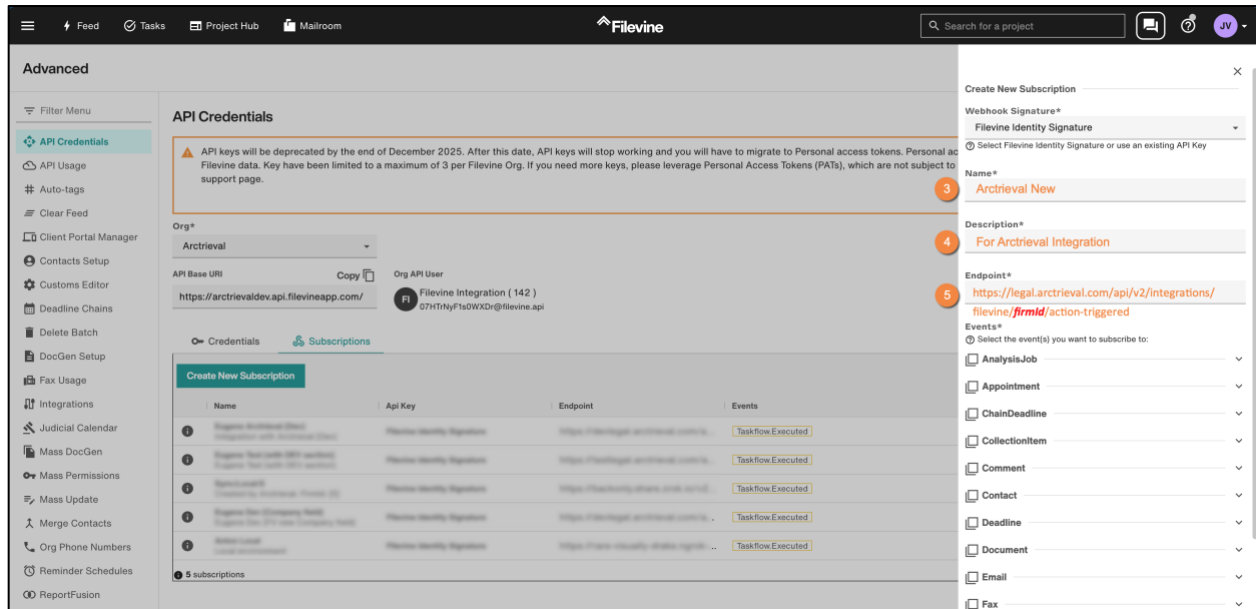 Feed
Tasks
Project Hub
Mailroom
Filevine
Search for a project
JV
Advanced
Filter Menu
API Credentials
API Usage
Auto-tags
Clear Feed
Client Portal Manager
Contacts Setup
Customs Editor
Deadline Chains
Delete Batch
DocGen Setup
Fax Usage
Integrations
Judicial Calendar
Mass DocGen
Mass Permissions
Mass Update
Merge Contacts
Org Phone Numbers
Reminder Schedules
ReportFusion
API Credentials
API keys will be deprecated by the end of December 2025. After this date, API keys will stop working and you will have to migrate to Personal access tokens. Personal ac
Filevine data. Key have been limited to a maximum of 3 per Filevine Org. If you need more keys, please leverage Personal Access Tokens (PATs), which are not subject to
support page.
Org*
Arctrieval
API Base URI
Copy
https://arctrievaldev.api.filevineapp.com/
Org API User
FI
Filevine Integration ( 142 )
07HTrNyF1s0WXDr@filevine.api
Credentials
Subscriptions
Create New Subscription
Name Api Key Endpoint Events
Taskflow.Executed
Taskflow.Executed
Taskflow.Executed
Taskflow.Executed
Taskflow.Executed
5 subscriptions
Create New Subscription
Webhook Signature*
Filevine Identity Signature
Select Filevine Identity Signature or use an existing API Key
Name*
3 Arctrieval New
Description*
4 For Arctrieval Integration
Endpoint*
5 https://legal.arctrieval.com/api/v2/integrations/
filevine/firmId/action-triggered
Events*
Select the event(s) you want to subscribe to:
AnalysisJob
Appointment
ChainDeadline
CollectionItem
Comment
Contact
Deadline
Document
Email
Fax